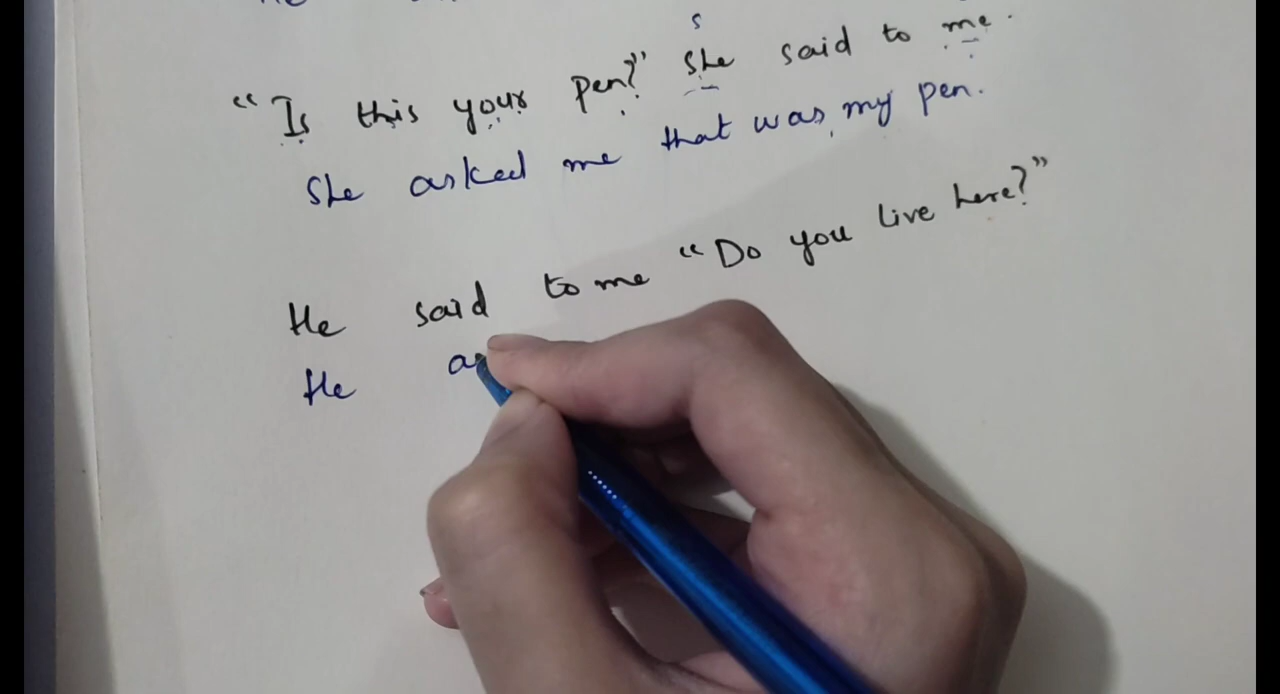 s
"Is this your pen?" she said to me.
She asked me that was my pen.
He said to me "Do you live here?"
He as